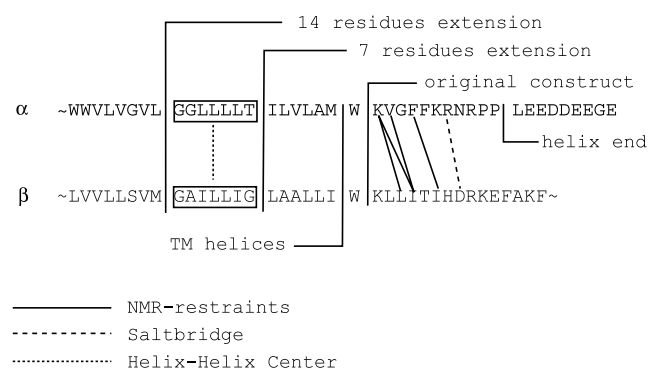 14 residues extension
7 residues extension
original construct
α ~WWVLVGVL GGLLLLT ILVLAM W KVGFFKRNRPP LEEDDEEGE
helix end
β ~LVVLLSVM GAILLIG LAALLI W KLLITIHDRKEFAKF~
TM helices
NMR-restraints
Saltbridge
Helix-Helix Center